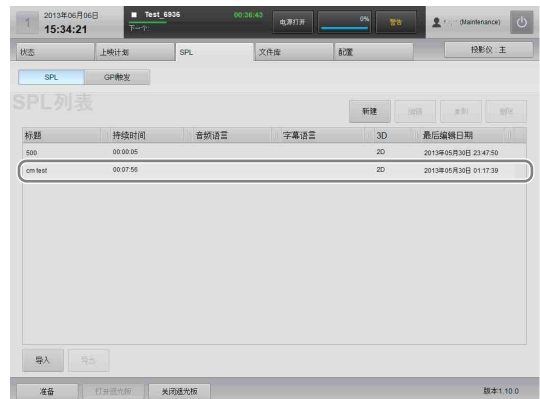 1
2013年06月06日
15:34:21
■ Test_6936 00:36:43
下一个:
电源打开
0%
警告
(Maintenance)
状态 上映计划 SPL 文件库 配置 投影仪:主
SPL GPI触发
SPL列表
新建 编辑 复制 删除
标题 持续时间 音频语言 字幕语言 3D 最后编辑日期
500 00:00:05 2D 2013年05月30日 23:47:50
cm test 00:07:56 2D 2013年05月30日 01:17:39
导入 导出
准备 打开遮光板 关闭遮光板 版本1.10.0